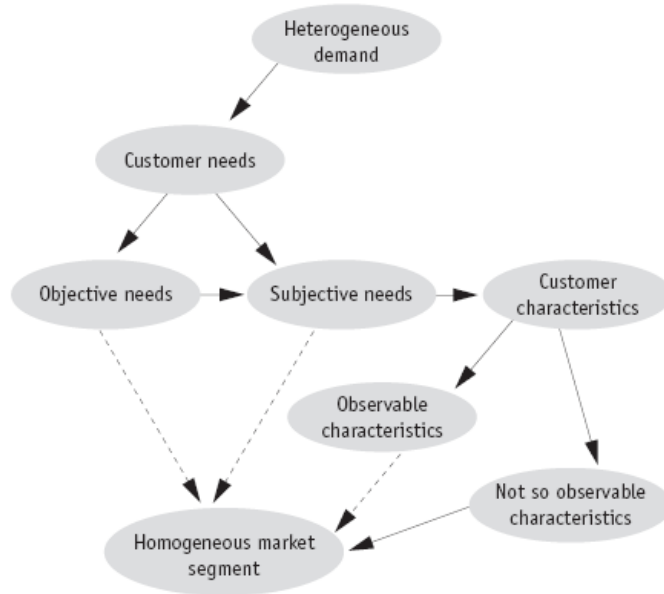 Heterogeneous
demand
Customer needs
Objective needs
Subjective needs
Customer
characteristics
Observable
characteristics
Not so observable
characteristics
Homogeneous market
segment